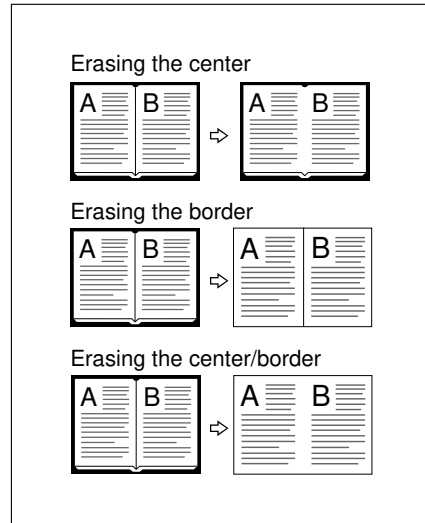 Erasing the center
A B A B
Erasing the border
A B A B
Erasing the center/border
A B A B